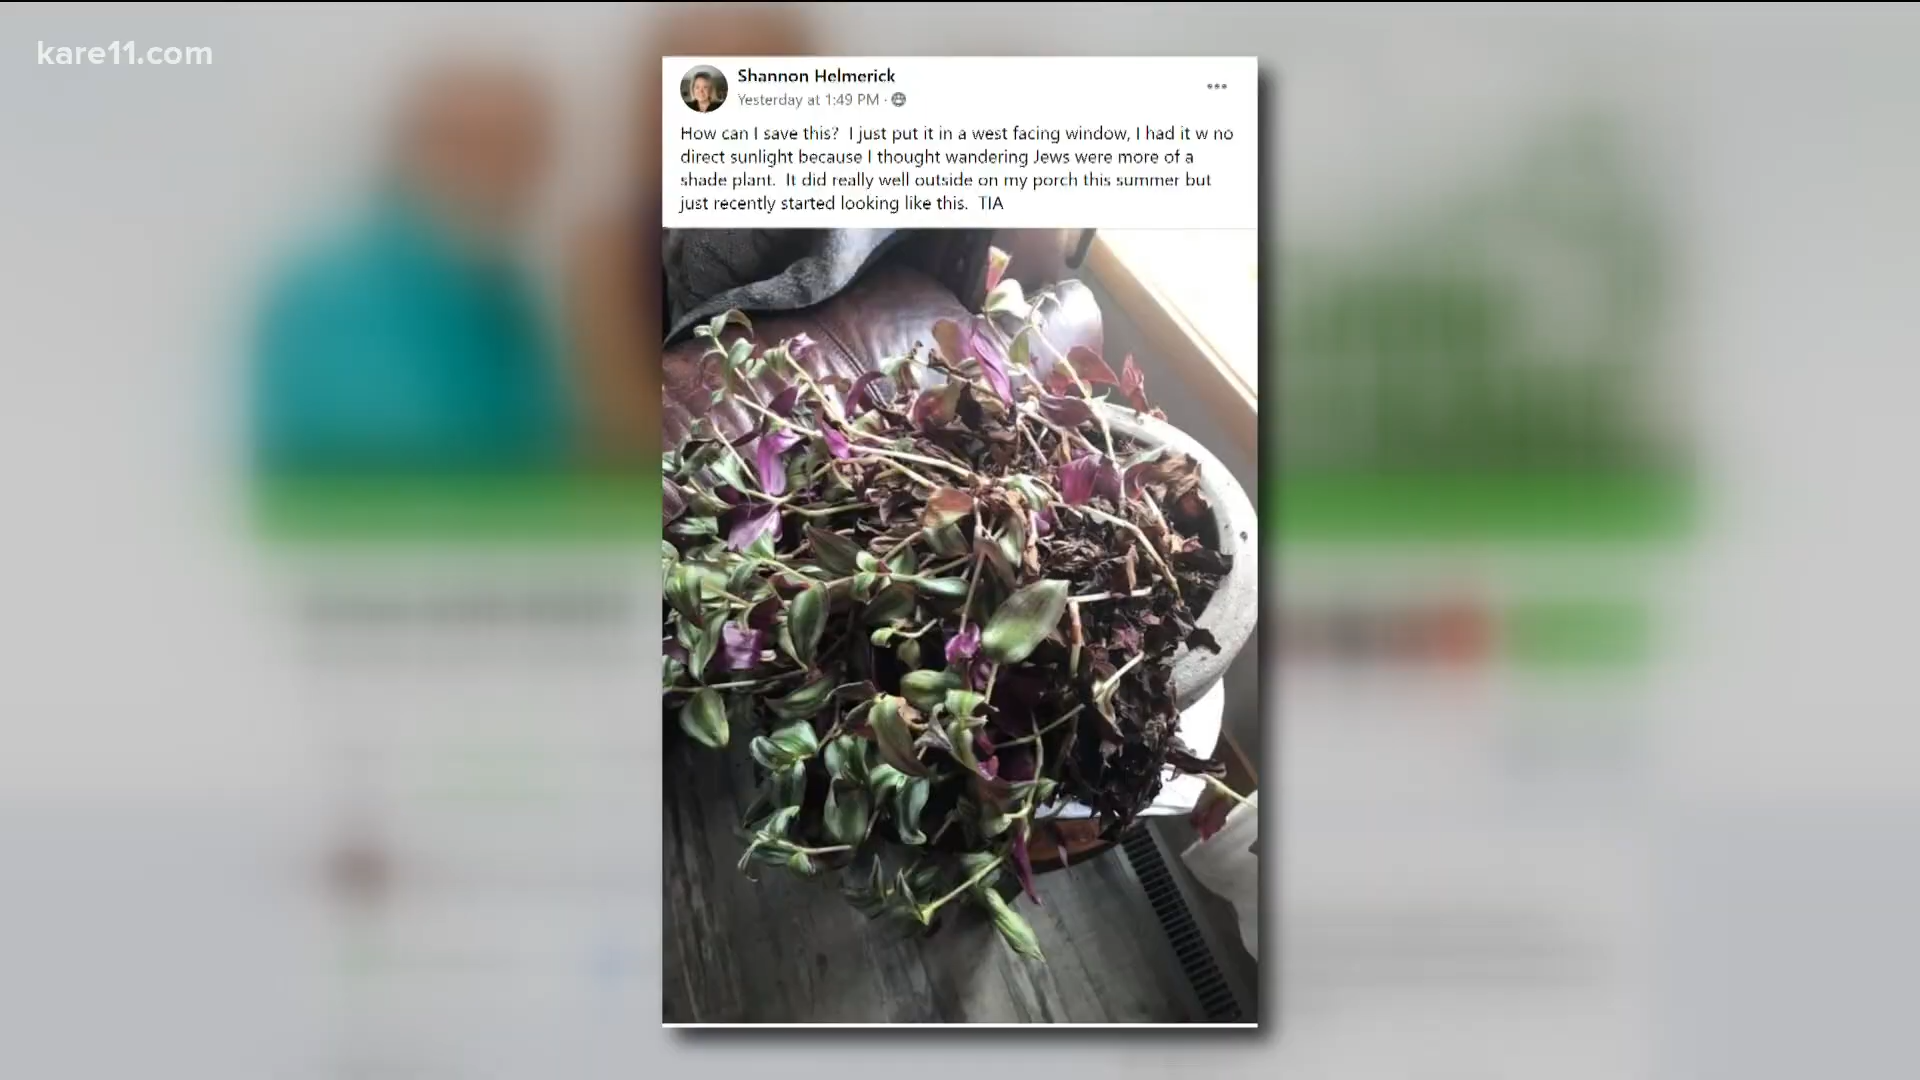 kare11.com
Shannon Helmerick
Yesterday at 1:49 PM ·
How can I save this?  I just put it in a west facing window, I had it w no
direct sunlight because I thought wandering Jews were more of a
shade plant.  It did really well outside on my porch this summer but
just recently started looking like this.  TIA